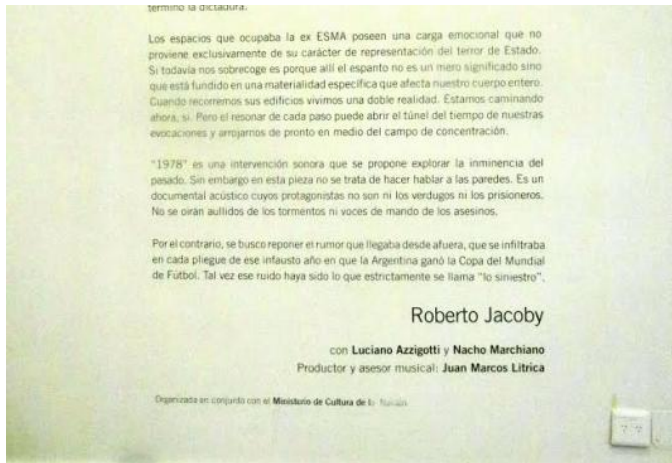 terminó la dictadura.
Los espacios que ocupaba la ex ESMA poseen una carga emocional que no
proviene exclusivamente de su carácter de representación del terror de Estado.
Si todavía nos sobrecoge es porque allí el espanto no es un mero significado sino
que está fundido en una materialidad específica que afecta nuestro cuerpo entero.
Cuando recorremos sus edificios vivimos una doble realidad. Estamos caminando
ahora, sí. Pero el resonar de cada paso puede abrir el túnel del tiempo de nuestras
evocaciones y arrojarnos de pronto en medio del campo de concentración.
"1978" es una intervención sonora que se propone explorar la inminencia del
pasado. Sin embargo en esta pieza no se trata de hacer hablar a las paredes. Es un
documental acústico cuyos protagonistas no son ni los verdugos ni los prisioneros.
No se oirán aullidos de los tormentos ni voces de mando de los asesinos.
Por el contrario, se buscó reponer el rumor que llegaba desde afuera, que se infiltraba
en cada pliegue de ese infausto año en que la Argentina ganó la Copa del Mundial
de Fútbol. Tal vez ese ruido haya sido lo que estrictamente se llama "lo siniestro".
Roberto Jacoby
con Luciano Azzigotti y Nacho Marchiano
Productor y asesor musical: Juan Marcos Litrica
Organizada en conjunto con el Ministerio de Cultura de la Nación